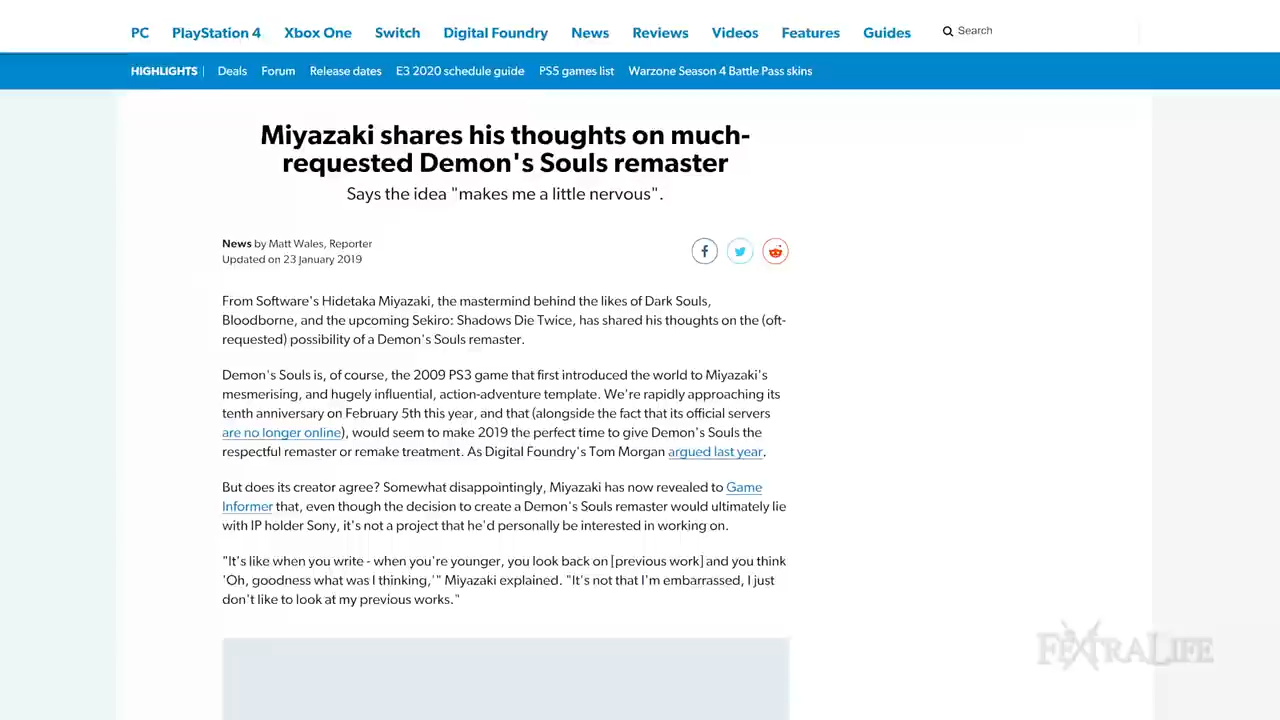 PC PlayStation 4 Xbox One Switch Digital Foundry News Reviews Videos Features Guides Search
HIGHLIGHTS | Deals Forum Release dates E3 2020 schedule guide PS5 games list Warzone Season 4 Battle Pass skins
Miyazaki shares his thoughts on much-
requested Demon's Souls remaster
Says the idea "makes me a little nervous".
News by Matt Wales, Reporter
Updated on 23 January 2019
From Software's Hidetaka Miyazaki, the mastermind behind the likes of Dark Souls,
Bloodborne, and the upcoming Sekiro: Shadows Die Twice, has shared his thoughts on the (oft-
requested) possibility of a Demon's Souls remaster.
Demon's Souls is, of course, the 2009 PS3 game that first introduced the world to Miyazaki's
mesmerising, and hugely influential, action-adventure template. We're rapidly approaching its
tenth anniversary on February 5th this year, and that (alongside the fact that its official servers
are no longer online), would seem to make 2019 the perfect time to give Demon's Souls the
respectful remaster or remake treatment. As Digital Foundry's Tom Morgan argued last year.
But does its creator agree? Somewhat disappointingly, Miyazaki has now revealed to Game
Informer that, even though the decision to create a Demon's Souls remaster would ultimately lie
with IP holder Sony, it's not a project that he'd personally be interested in working on.
"It's like when you write - when you're younger, you look back on [previous work] and you think
'Oh, goodness what was I thinking,'" Miyazaki explained. "It's not that I'm embarrassed, I just
don't like to look at my previous works."
FEXTRALIFE